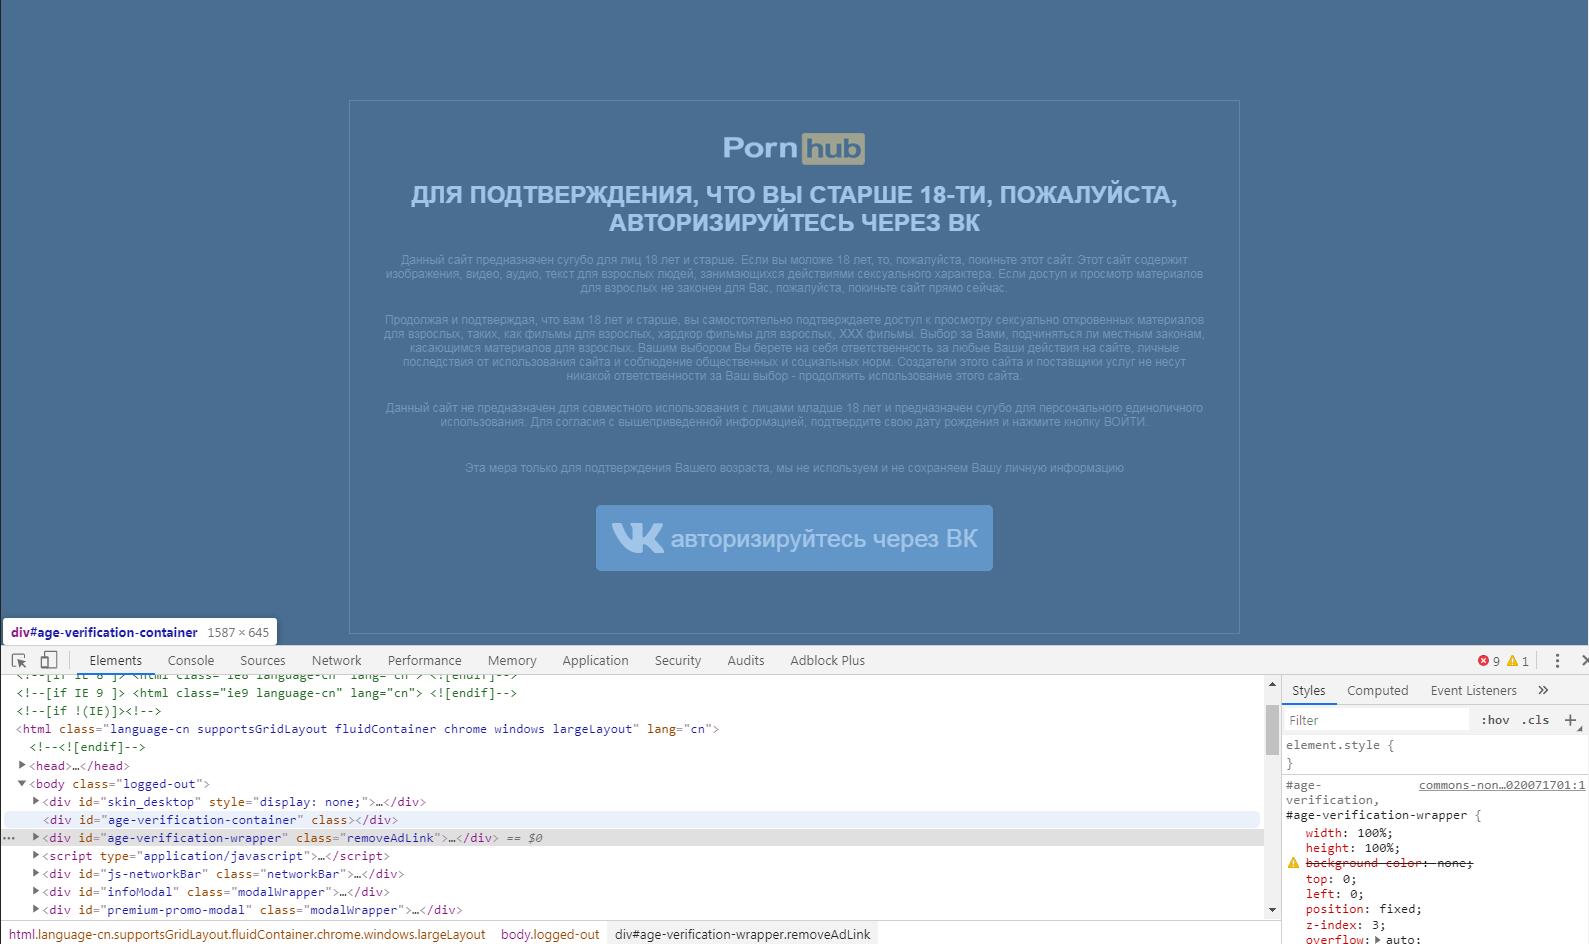 Pornhub
ДЛЯ ПОДТВЕРЖДЕНИЯ, ЧТО ВЫ СТАРШЕ 18-ТИ, ПОЖАЛУЙСТА,
АВТОРИЗИРУЙТЕСЬ ЧЕРЕЗ ВК
Данный сайт предназначен сугубо для лиц 18 лет и старше. Если вы моложе 18 лет, то, пожалуйста, покиньте этот сайт. Этот сайт содержит
изображения, видео, аудио, текст для взрослых людей, занимающихся действиями сексуального характера. Если доступ и просмотр материалов
для взрослых не законен для Вас, пожалуйста, покиньте сайт прямо сейчас.
Продолжая и подтверждая, что вам 18 лет и старше, вы самостоятельно подтверждаете доступ к просмотру сексуально откровенных материалов
для взрослых, таких, как фильмы для взрослых, хардкор фильмы для взрослых, XXX фильмы. Выбор за Вами, подчиняться ли местным законам,
касающимся материалов для взрослых. Вашим выбором Вы берете на себя ответственность за любые Ваши действия на сайте, личные
последствия от использования сайта и соблюдение общественных и социальных норм. Создатели этого сайта и поставщики услуг не несут
никакой ответственности за Ваш выбор - продолжить использование этого сайта.
Данный сайт не предназначен для совместного использования с лицами младше 18 лет и предназначен сугубо для персонального единоличного
использования. Для согласия с вышеприведенной информацией, подтвердите свою дату рождения и нажмите кнопку ВОЙТИ.
Эта мера только для подтверждения Вашего возраста, мы не используем и не сохраняем Вашу личную информацию
авторизируйтесь через ВК
div#age-verification-container 1587 × 645
Elements Console Sources Network Performance Memory Application Security Audits Adblock Plus 9 1
<!--[if IE 8 ]> <html class="ie8 language-cn" lang="cn"> <![endif]-->
<!--[if IE 9 ]> <html class="ie9 language-cn" lang="cn"> <![endif]-->
<!--[if !(IE)]><!-->
<html class="language-cn supportsGridLayout fluidContainer chrome windows largeLayout" lang="cn">
<!--<![endif]-->
<head>…</head>
<body class="logged-out">
<div id="skin_desktop" style="display: none;">…</div>
<div id="age-verification-container" class></div>
<div id="age-verification-wrapper" class="removeAdLink">…</div> == $0
<script type="application/javascript">…</script>
<div id="js-networkBar" class="networkBar">…</div>
<div id="infoModal" class="modalWrapper">…</div>
<div id="premium-promo-modal" class="modalWrapper">…</div>
html.language-cn.supportsGridLayout.fluidContainer.chrome.windows.largeLayout body.logged-out div#age-verification-wrapper.removeAdLink
Styles Computed Event Listeners »
Filter :hov .cls +
element.style {
}
#age- commons-non…020071701:1
verification,
#age-verification-wrapper {
width: 100%;
height: 100%;
background-color: none;
top: 0;
left: 0;
position: fixed;
z-index: 3;
overflow: auto;